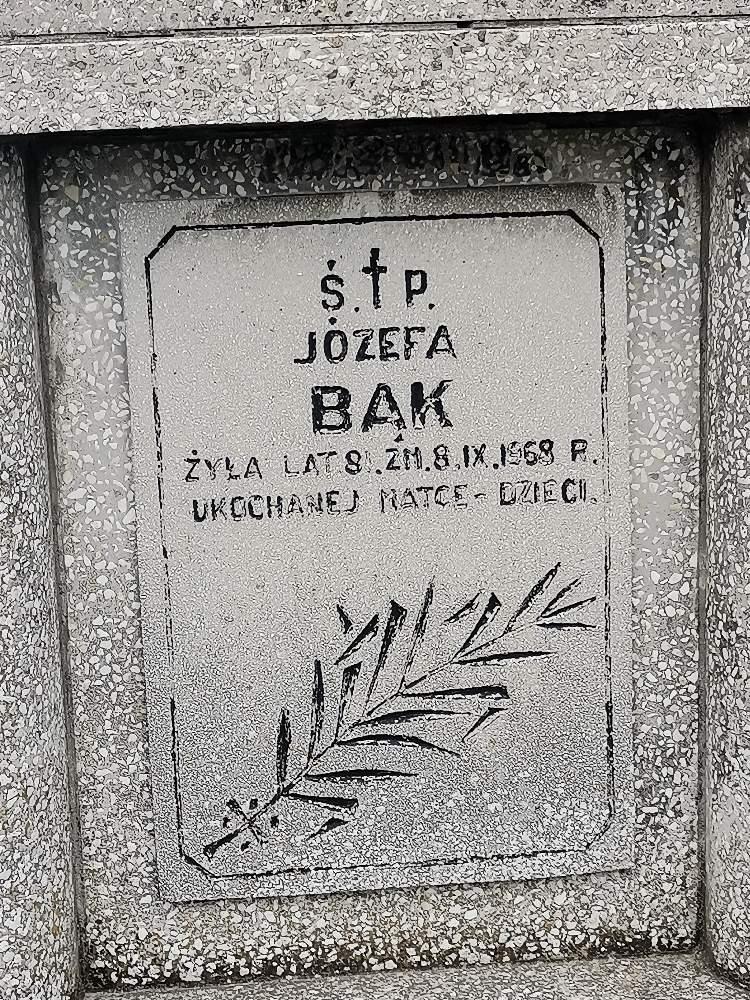 Ś. † P.
JÓZEFA
BĄK
ŻYŁA LAT 81. ZM. 8. IX. 1968 R.
UKOCHANEJ MATCE - DZIECI.